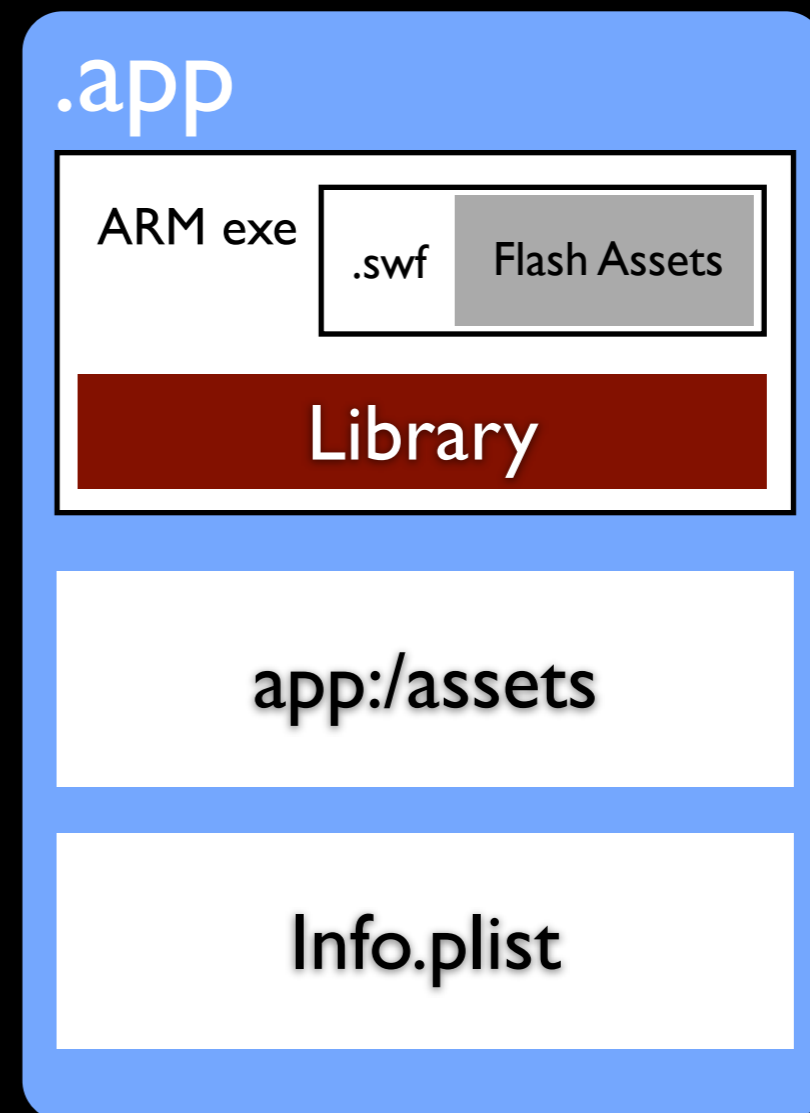 .app
ARM exe
.swf
Flash Assets
Library
app:/assets
Info.plist